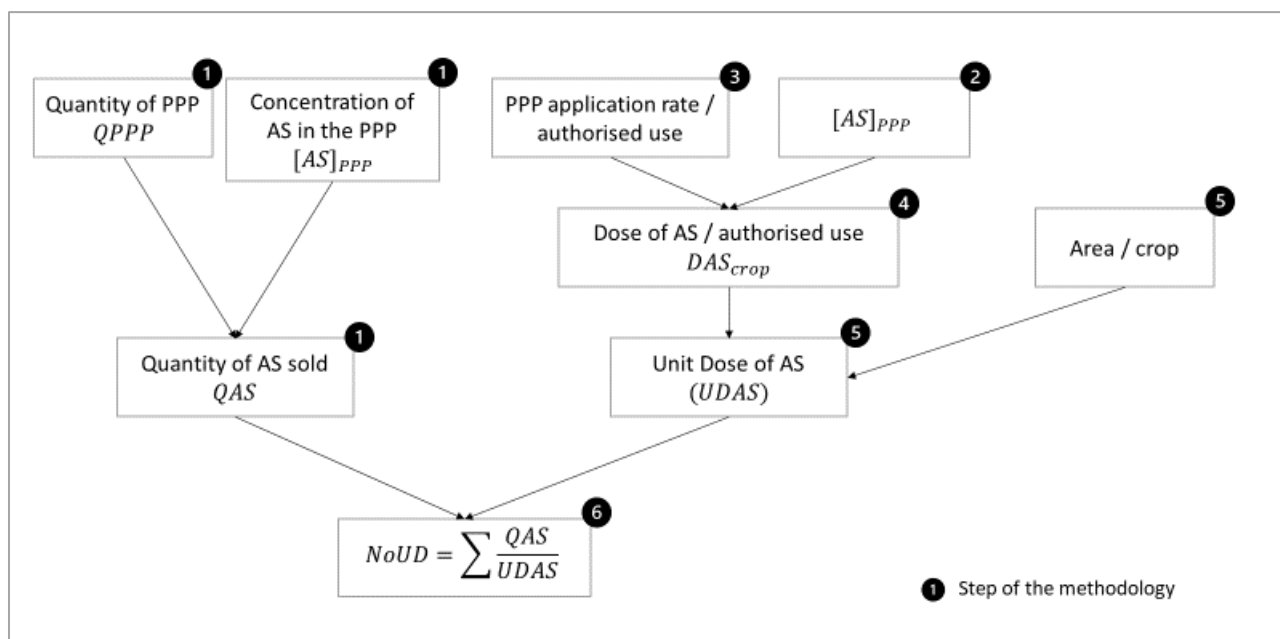 1
Quantity of PPP
QPPP
1
Concentration of
AS in the PPP
[AS]_{PPP}
3
PPP application rate /
authorised use
2
[AS]_{PPP}
4
Dose of AS / authorised use
DAS_{crop}
5
Area / crop
1
Quantity of AS sold
QAS
5
Unit Dose of AS
(UDAS)
6
NoUD = ∑ QAS/UDAS
1 Step of the methodology